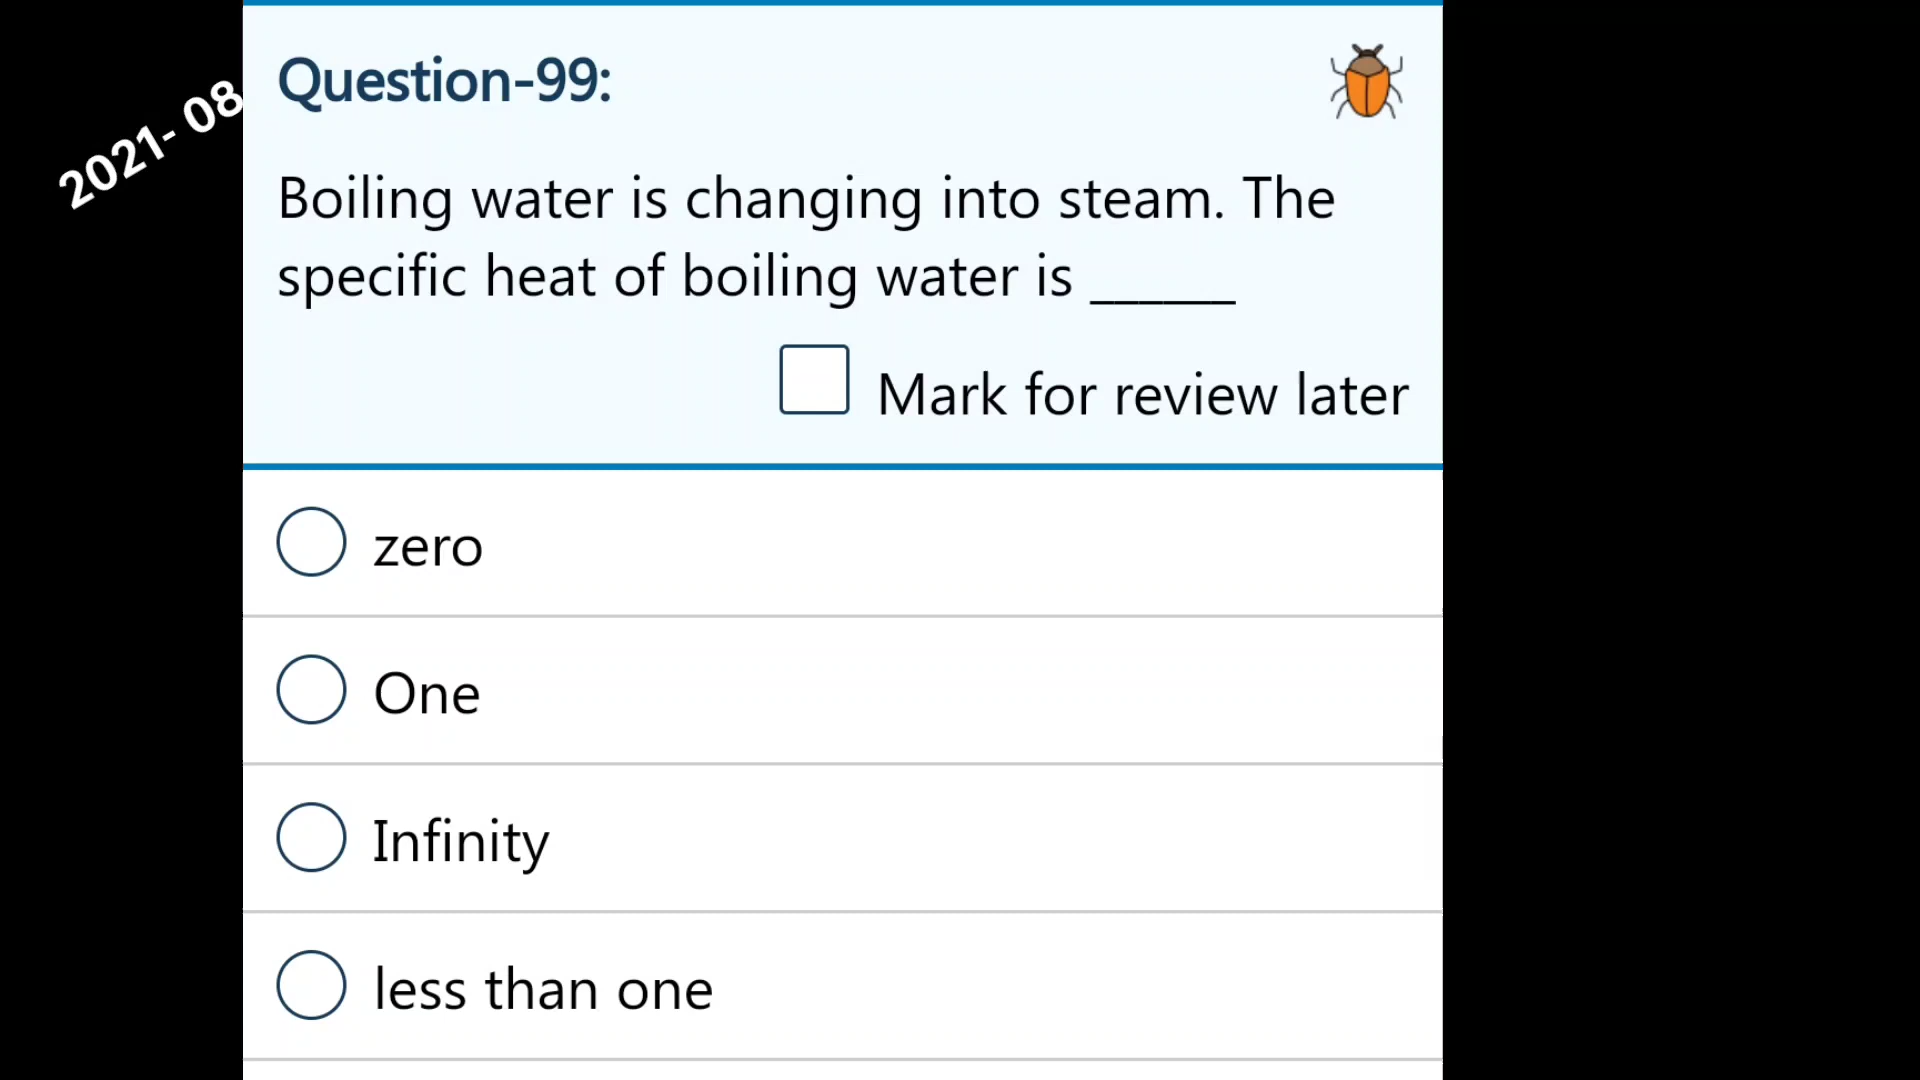 2021- 08
Question-99:
Boiling water is changing into steam. The
specific heat of boiling water is ______
Mark for review later
zero
One
Infinity
less than one